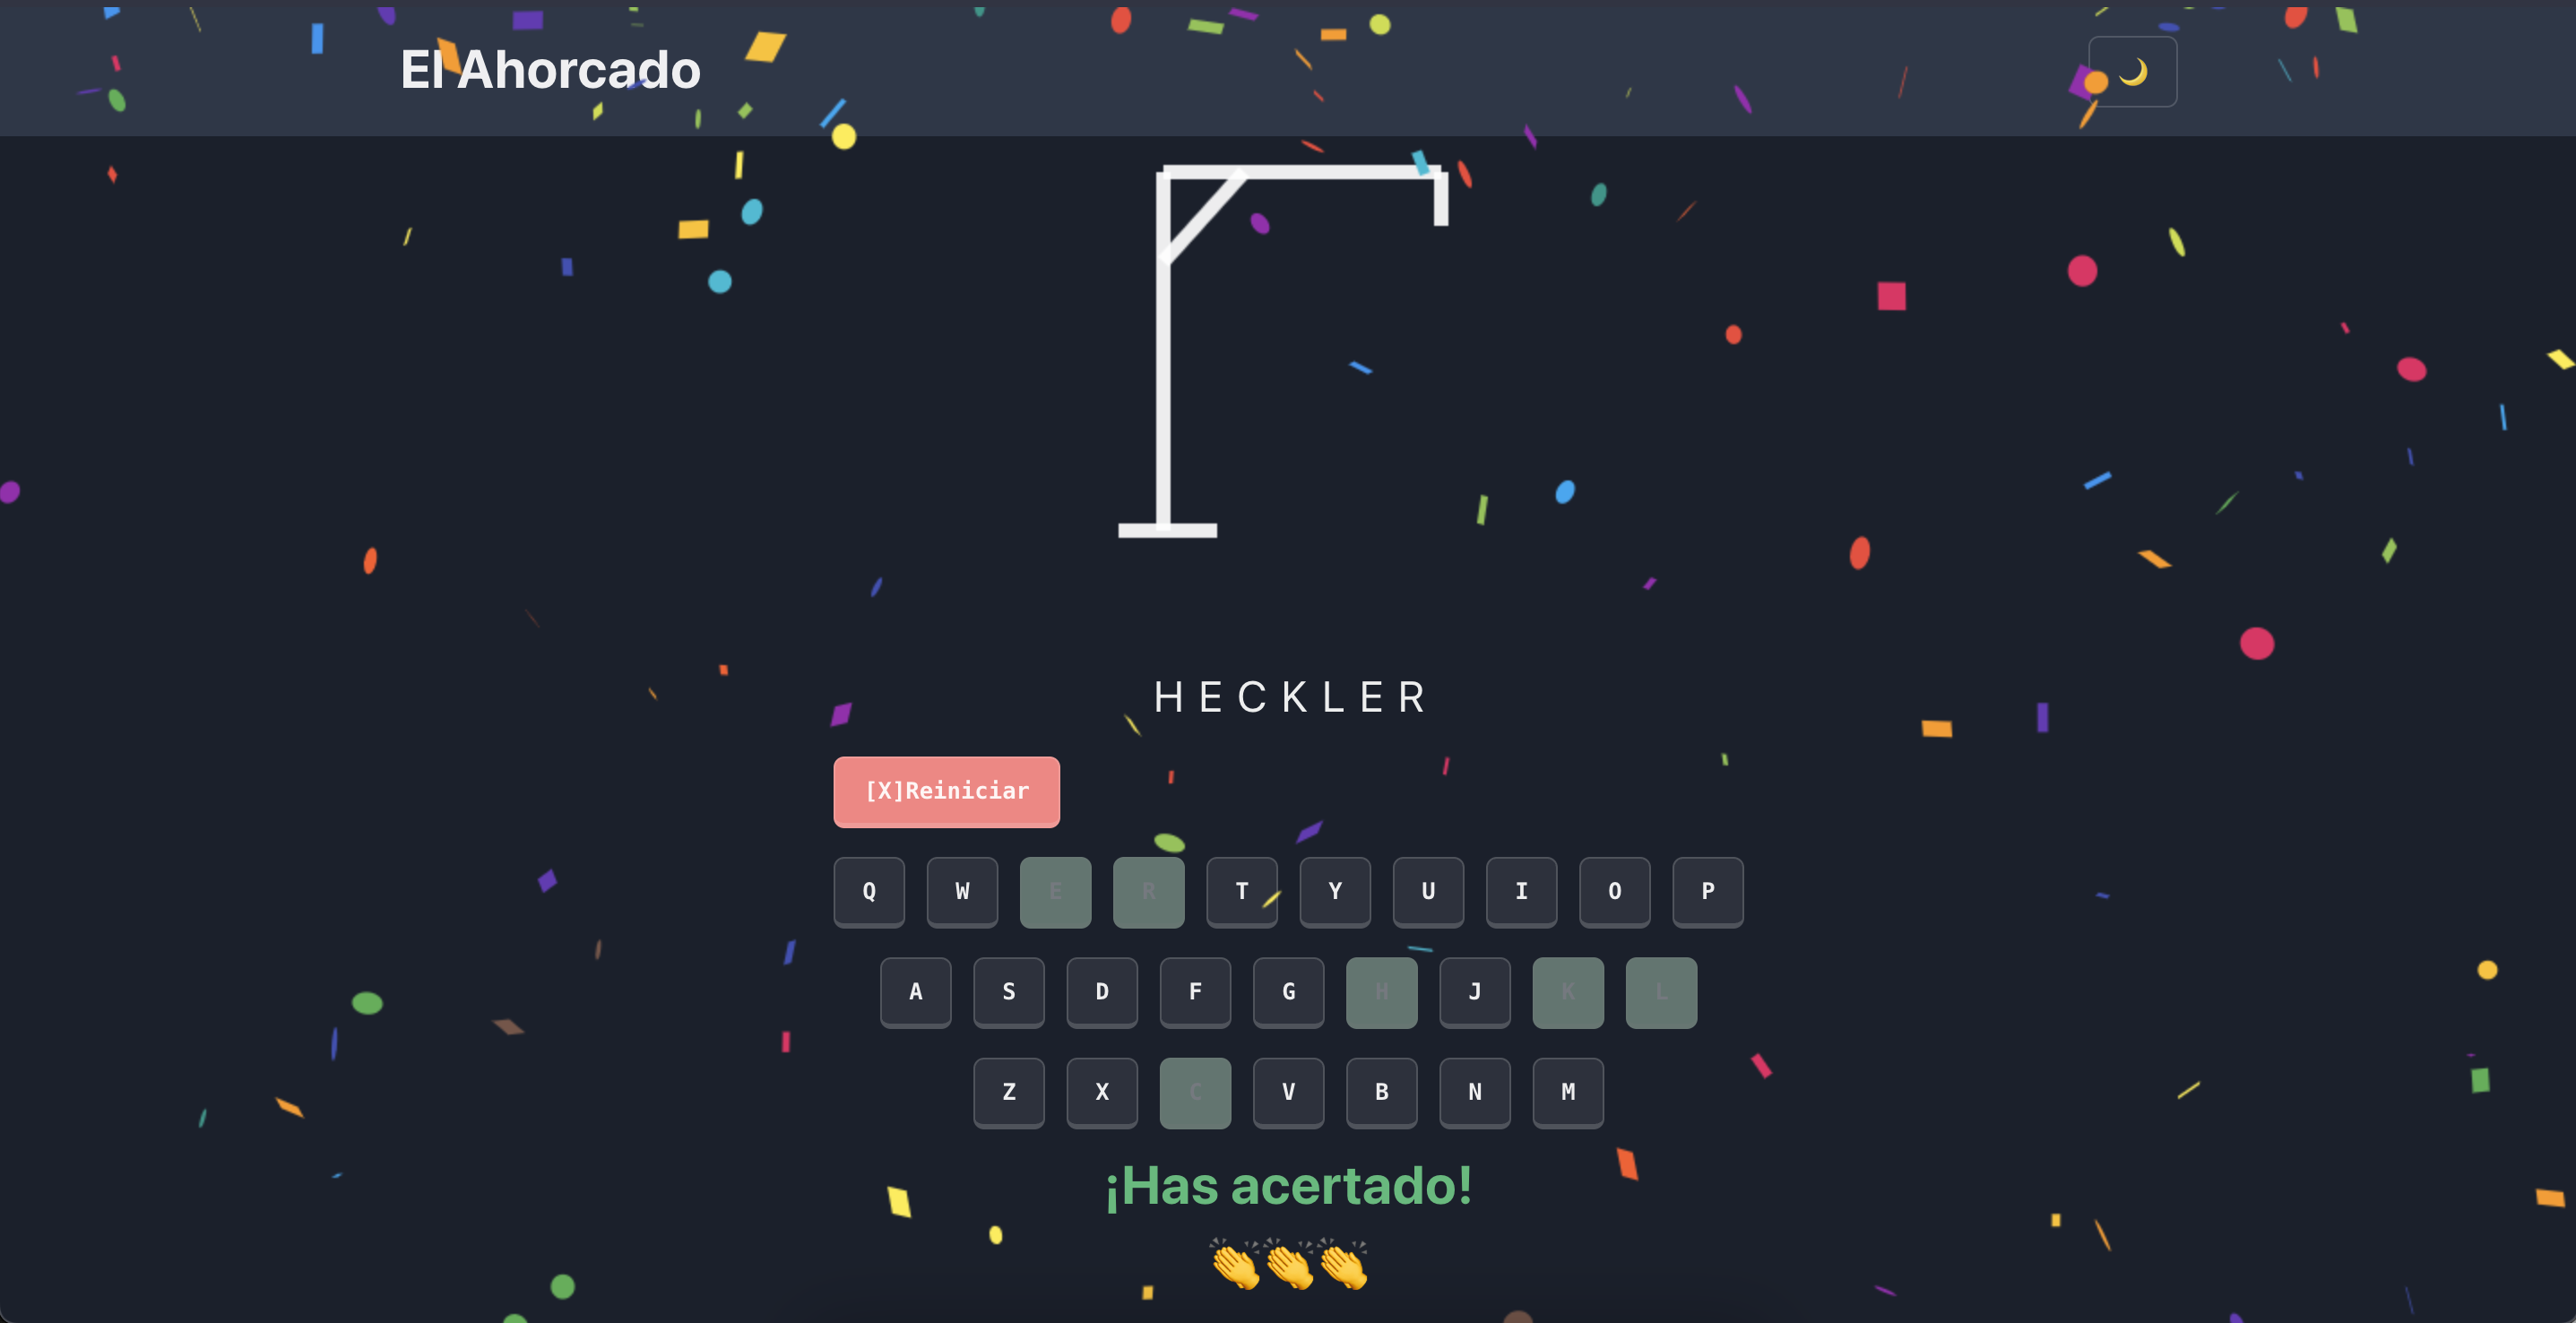 El Ahorcado
HECKLER
[X]Reiniciar
Q W E R T Y U I O P
A S D F G H J K L
Z X C V B N M
¡Has acertado!
👏👏👏